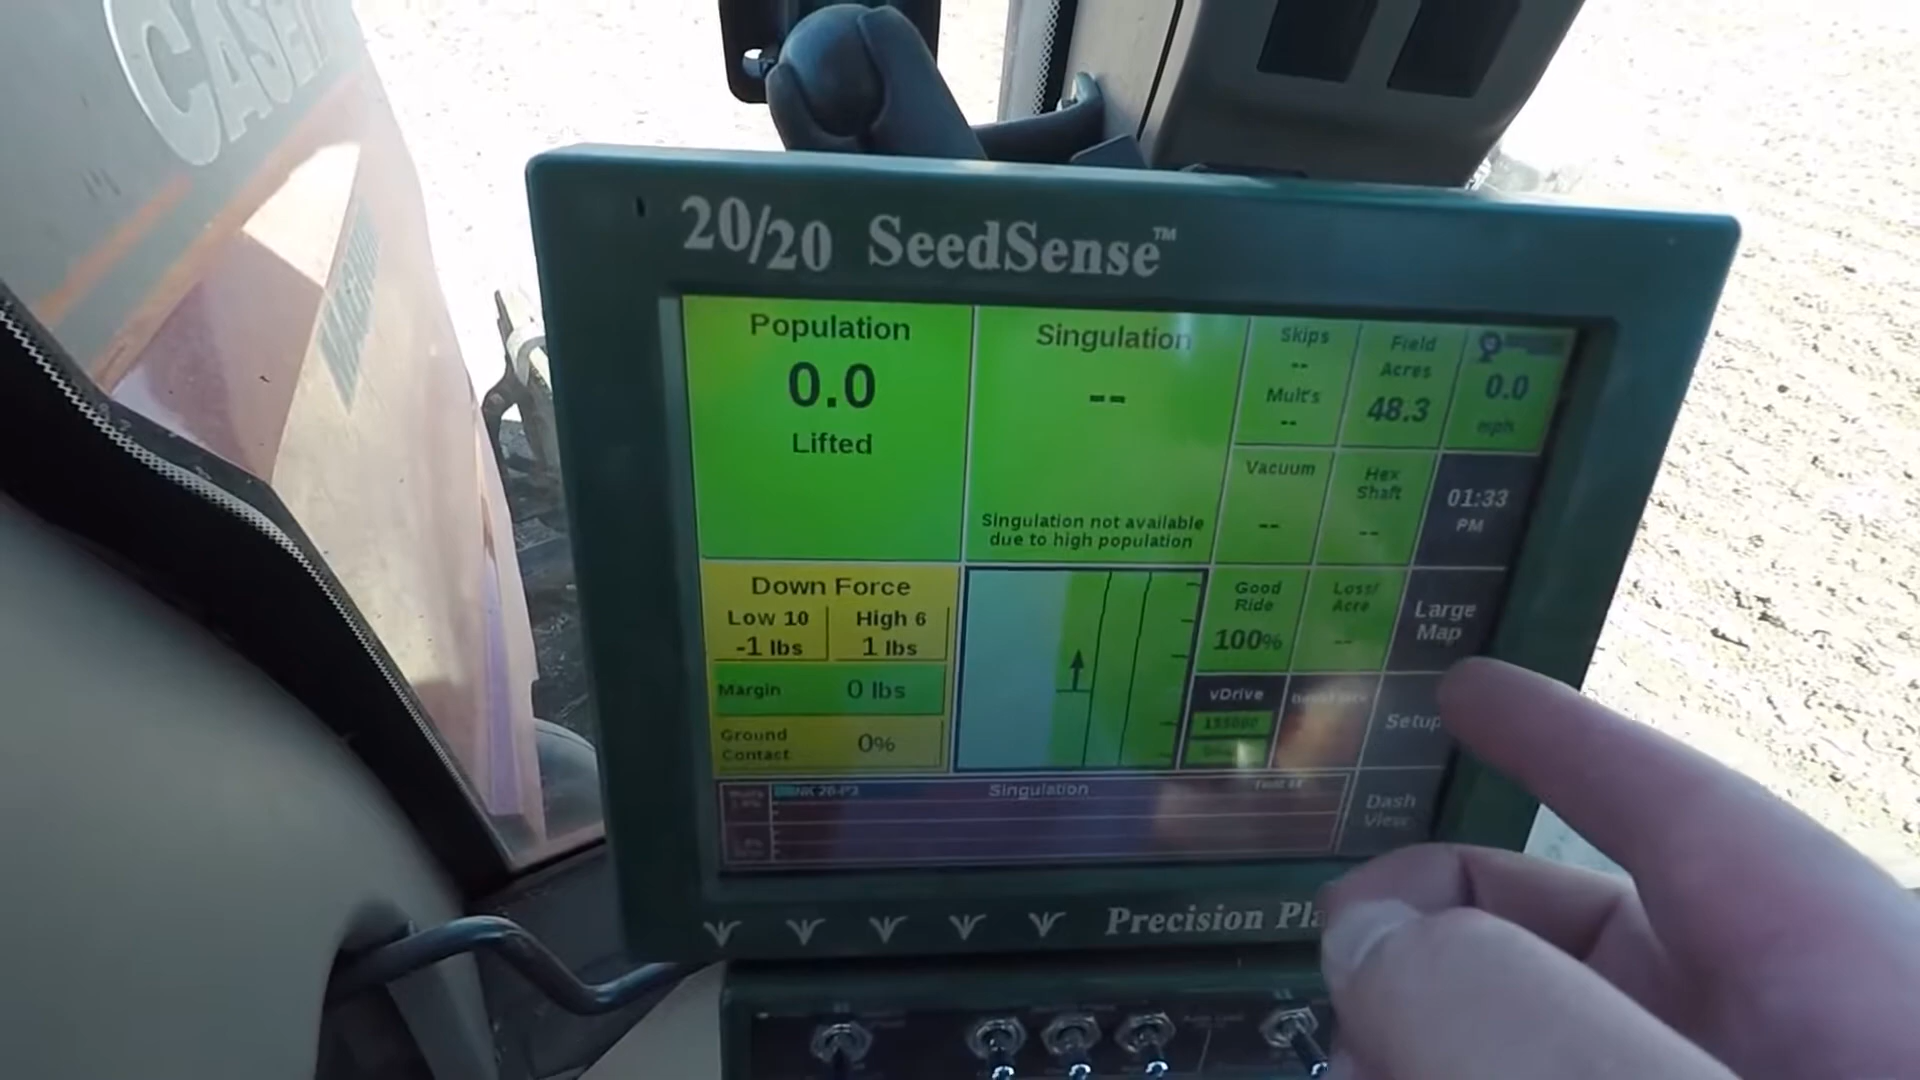 CASE
MAGNUM
20/20 SeedSense™
Population
0.0
Lifted
Singulation
--
Singulation not available
due to high population
Skips
--
Mult's
--
Field
Acres
48.3
0.0
mph
Vacuum
--
Hex
Shaft
--
01:33
PM
Down Force
Low 10
-1 lbs
High 6
1 lbs
Margin 0 lbs
Ground
Contact 0%
Good
Ride
100%
Loss/
Acre
--
Large
Map
vDrive
Setup
Singulation
Dash
View
Precision Pla